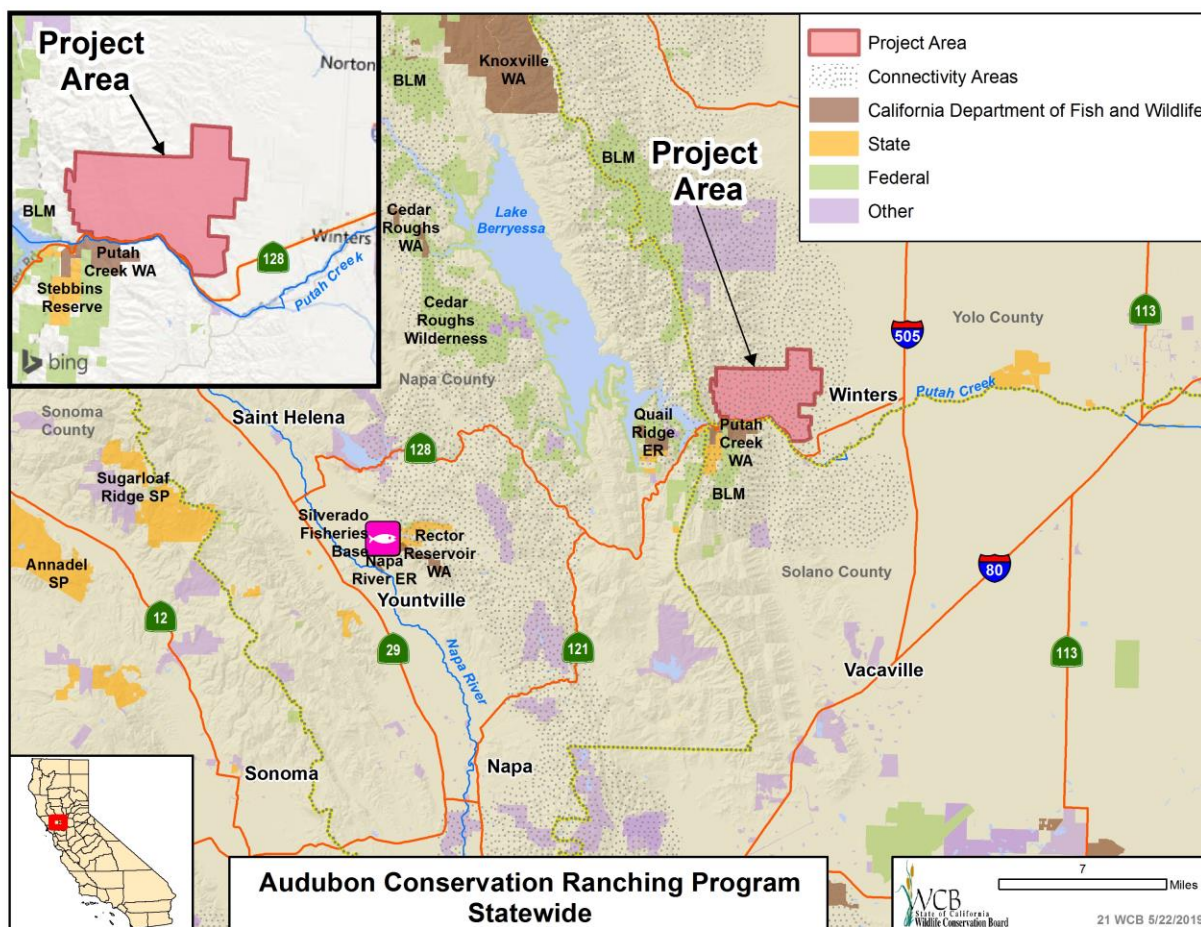 Project
Area
Norton
BLM
Putah
Creek WA
Stebbins
Reserve
128
Winters
Putah Creek
bing
Knoxville
WA
BLM
BLM
Project
Area
Lake
Berryessa
Cedar
Roughs
WA
Cedar
Roughs
Wilderness
Napa County
Project Area
Connectivity Areas
California Department of Fish and Wildlife
State
Federal
Other
505
Yolo County
113
Winters
Putah Creek
Quail
Ridge
ER
Putah
Creek
WA
BLM
Sonoma
County
Saint Helena
128
Sugarloaf
Ridge SP
Silverado
Fisheries
Base
Napa
River ER
Rector
Reservoir
WA
Annadel
SP
Yountville
Solano County
80
12
29
Napa River
121
113
Vacaville
Sonoma
Napa
Audubon Conservation Ranching Program
Statewide
WCB
State of California
Wildlife Conservation Board
7
Miles
21 WCB 5/22/2019